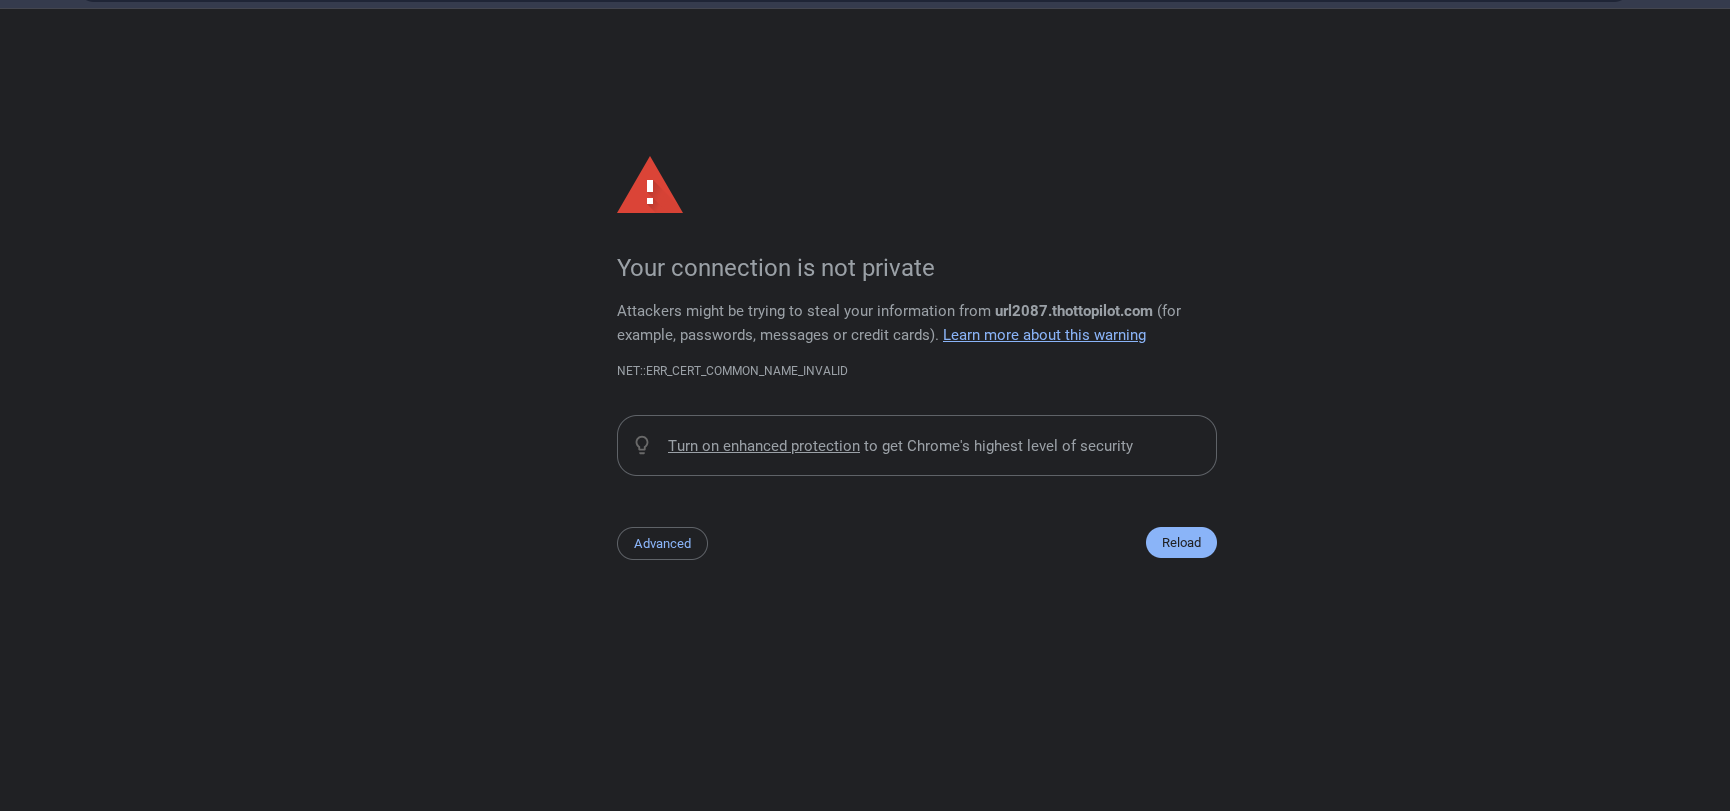 Your connection is not private
Attackers might be trying to steal your information from url2087.thottopilot.com (for
example, passwords, messages or credit cards). Learn more about this warning
NET::ERR_CERT_COMMON_NAME_INVALID
Turn on enhanced protection to get Chrome's highest level of security
Advanced
Reload